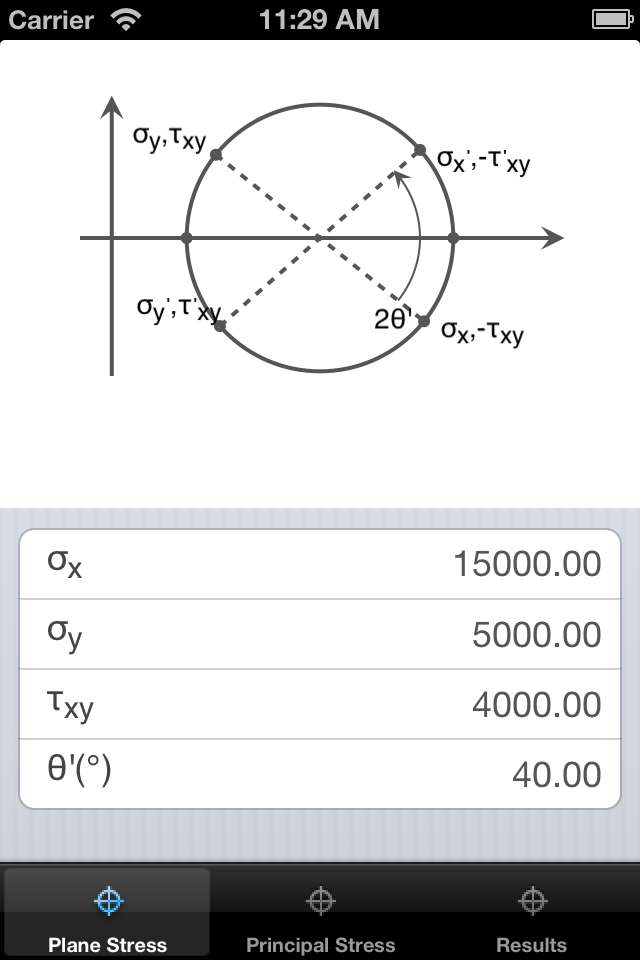 Carrier 11:29 AM
σy,τxy
σx',-τ'xy
σy',τ'xy
2θ'
σx,-τxy
σx 15000.00
σy 5000.00
τxy 4000.00
θ'(°) 40.00
Plane Stress Principal Stress Results